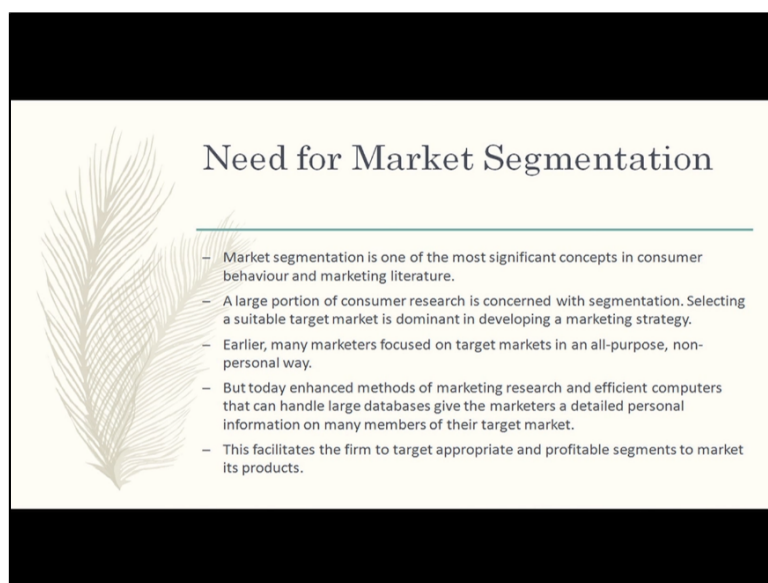 Need for Market Segmentation
– Market segmentation is one of the most significant concepts in consumer
behaviour and marketing literature.
– A large portion of consumer research is concerned with segmentation. Selecting
a suitable target market is dominant in developing a marketing strategy.
– Earlier, many marketers focused on target markets in an all-purpose, non-
personal way.
– But today enhanced methods of marketing research and efficient computers
that can handle large databases give the marketers a detailed personal
information on many members of their target market.
– This facilitates the firm to target appropriate and profitable segments to market
its products.